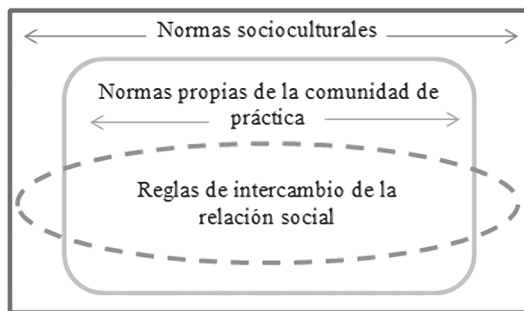 Normas socioculturales
Normas propias de la comunidad de
práctica
Reglas de intercambio de la
relación social